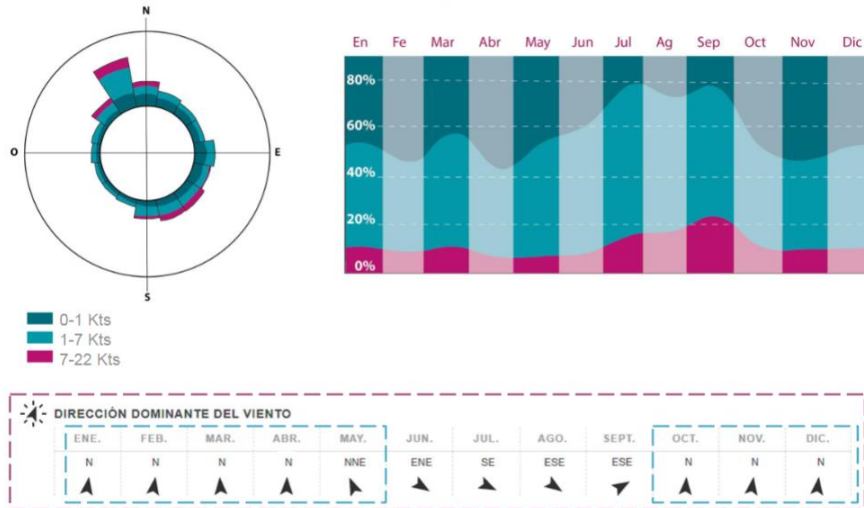 N
O
E
S
0-1 Kts
1-7 Kts
7-22 Kts
En Fe Mar Abr May Jun Jul Ag Sep Oct Nov Dic
80%
60%
40%
20%
0%
DIRECCIÓN DOMINANTE DEL VIENTO
ENE. FEB. MAR. ABR. MAY. JUN. JUL. AGO. SEPT. OCT. NOV. DIC.
N N N N NNE ENE SE ESE ESE N N N